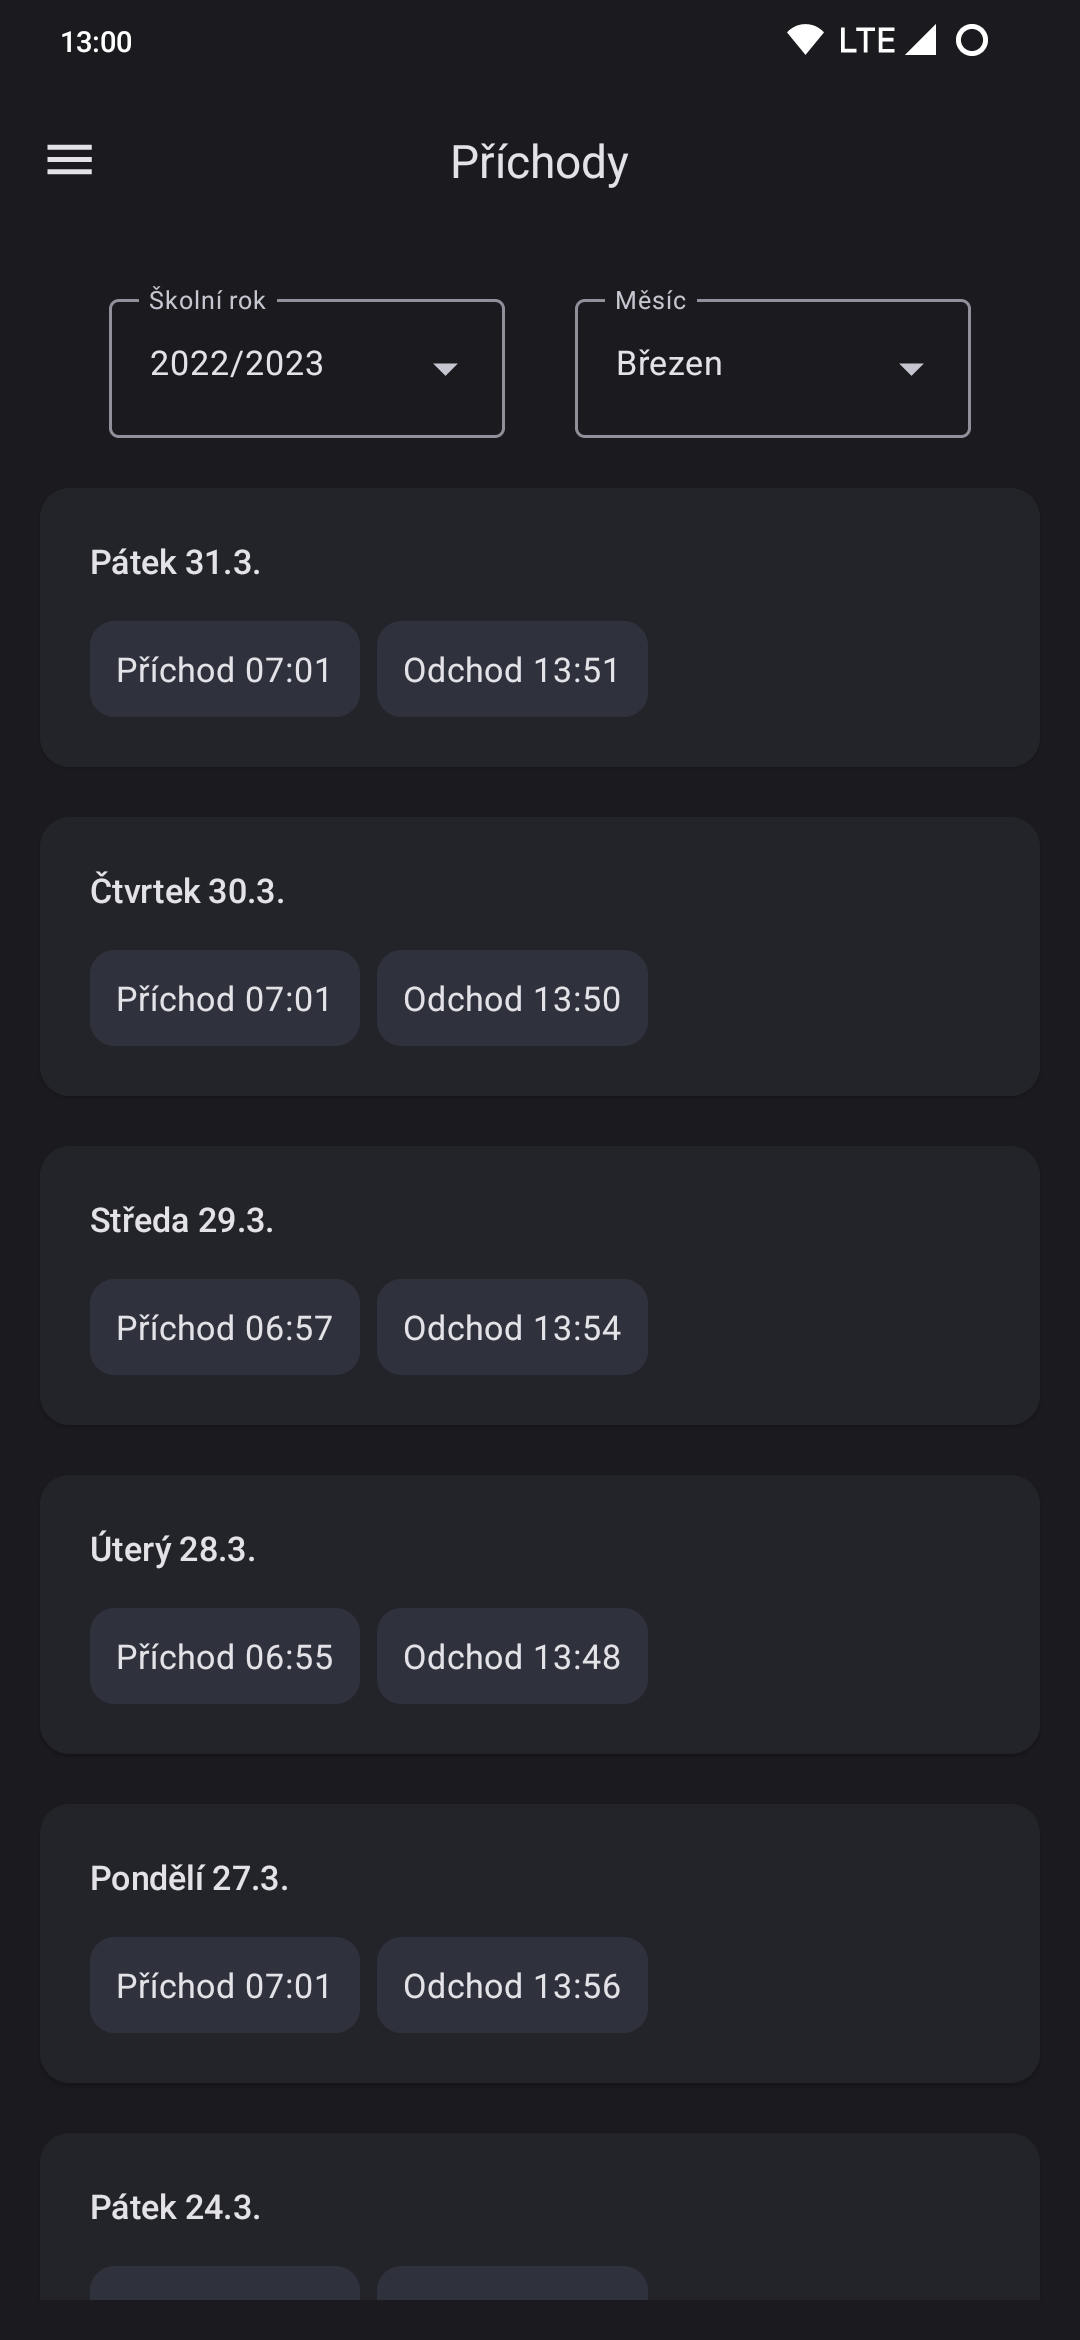 13:00 LTE
Příchody
Školní rok Měsíc
2022/2023 Březen
Pátek 31.3.
Příchod 07:01 Odchod 13:51
Čtvrtek 30.3.
Příchod 07:01 Odchod 13:50
Středa 29.3.
Příchod 06:57 Odchod 13:54
Úterý 28.3.
Příchod 06:55 Odchod 13:48
Pondělí 27.3.
Příchod 07:01 Odchod 13:56
Pátek 24.3.